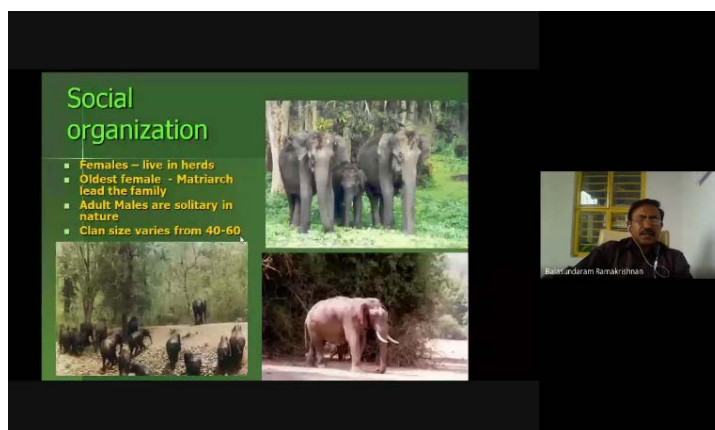 Social
organization
Females – live in herds
Oldest female - Matriarch
lead the family
Adult Males are solitary in
nature
Clan size varies from 40-60
Balasundaram Ramakrishnan